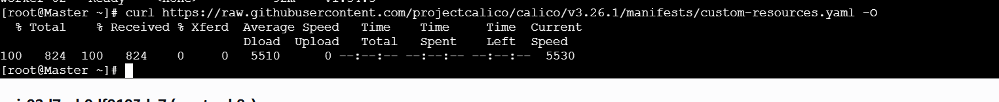 [root@Master ~]# curl https://raw.githubusercontent.com/projectcalico/calico/v3.26.1/manifests/custom-resources.yaml -O
% Total % Received % Xferd Average Speed Time Time Time Current
Dload Upload Total Spent Left Speed
100 824 100 824 0 0 5510 0 --:--:-- --:--:-- --:--:-- 5530
[root@Master ~]#